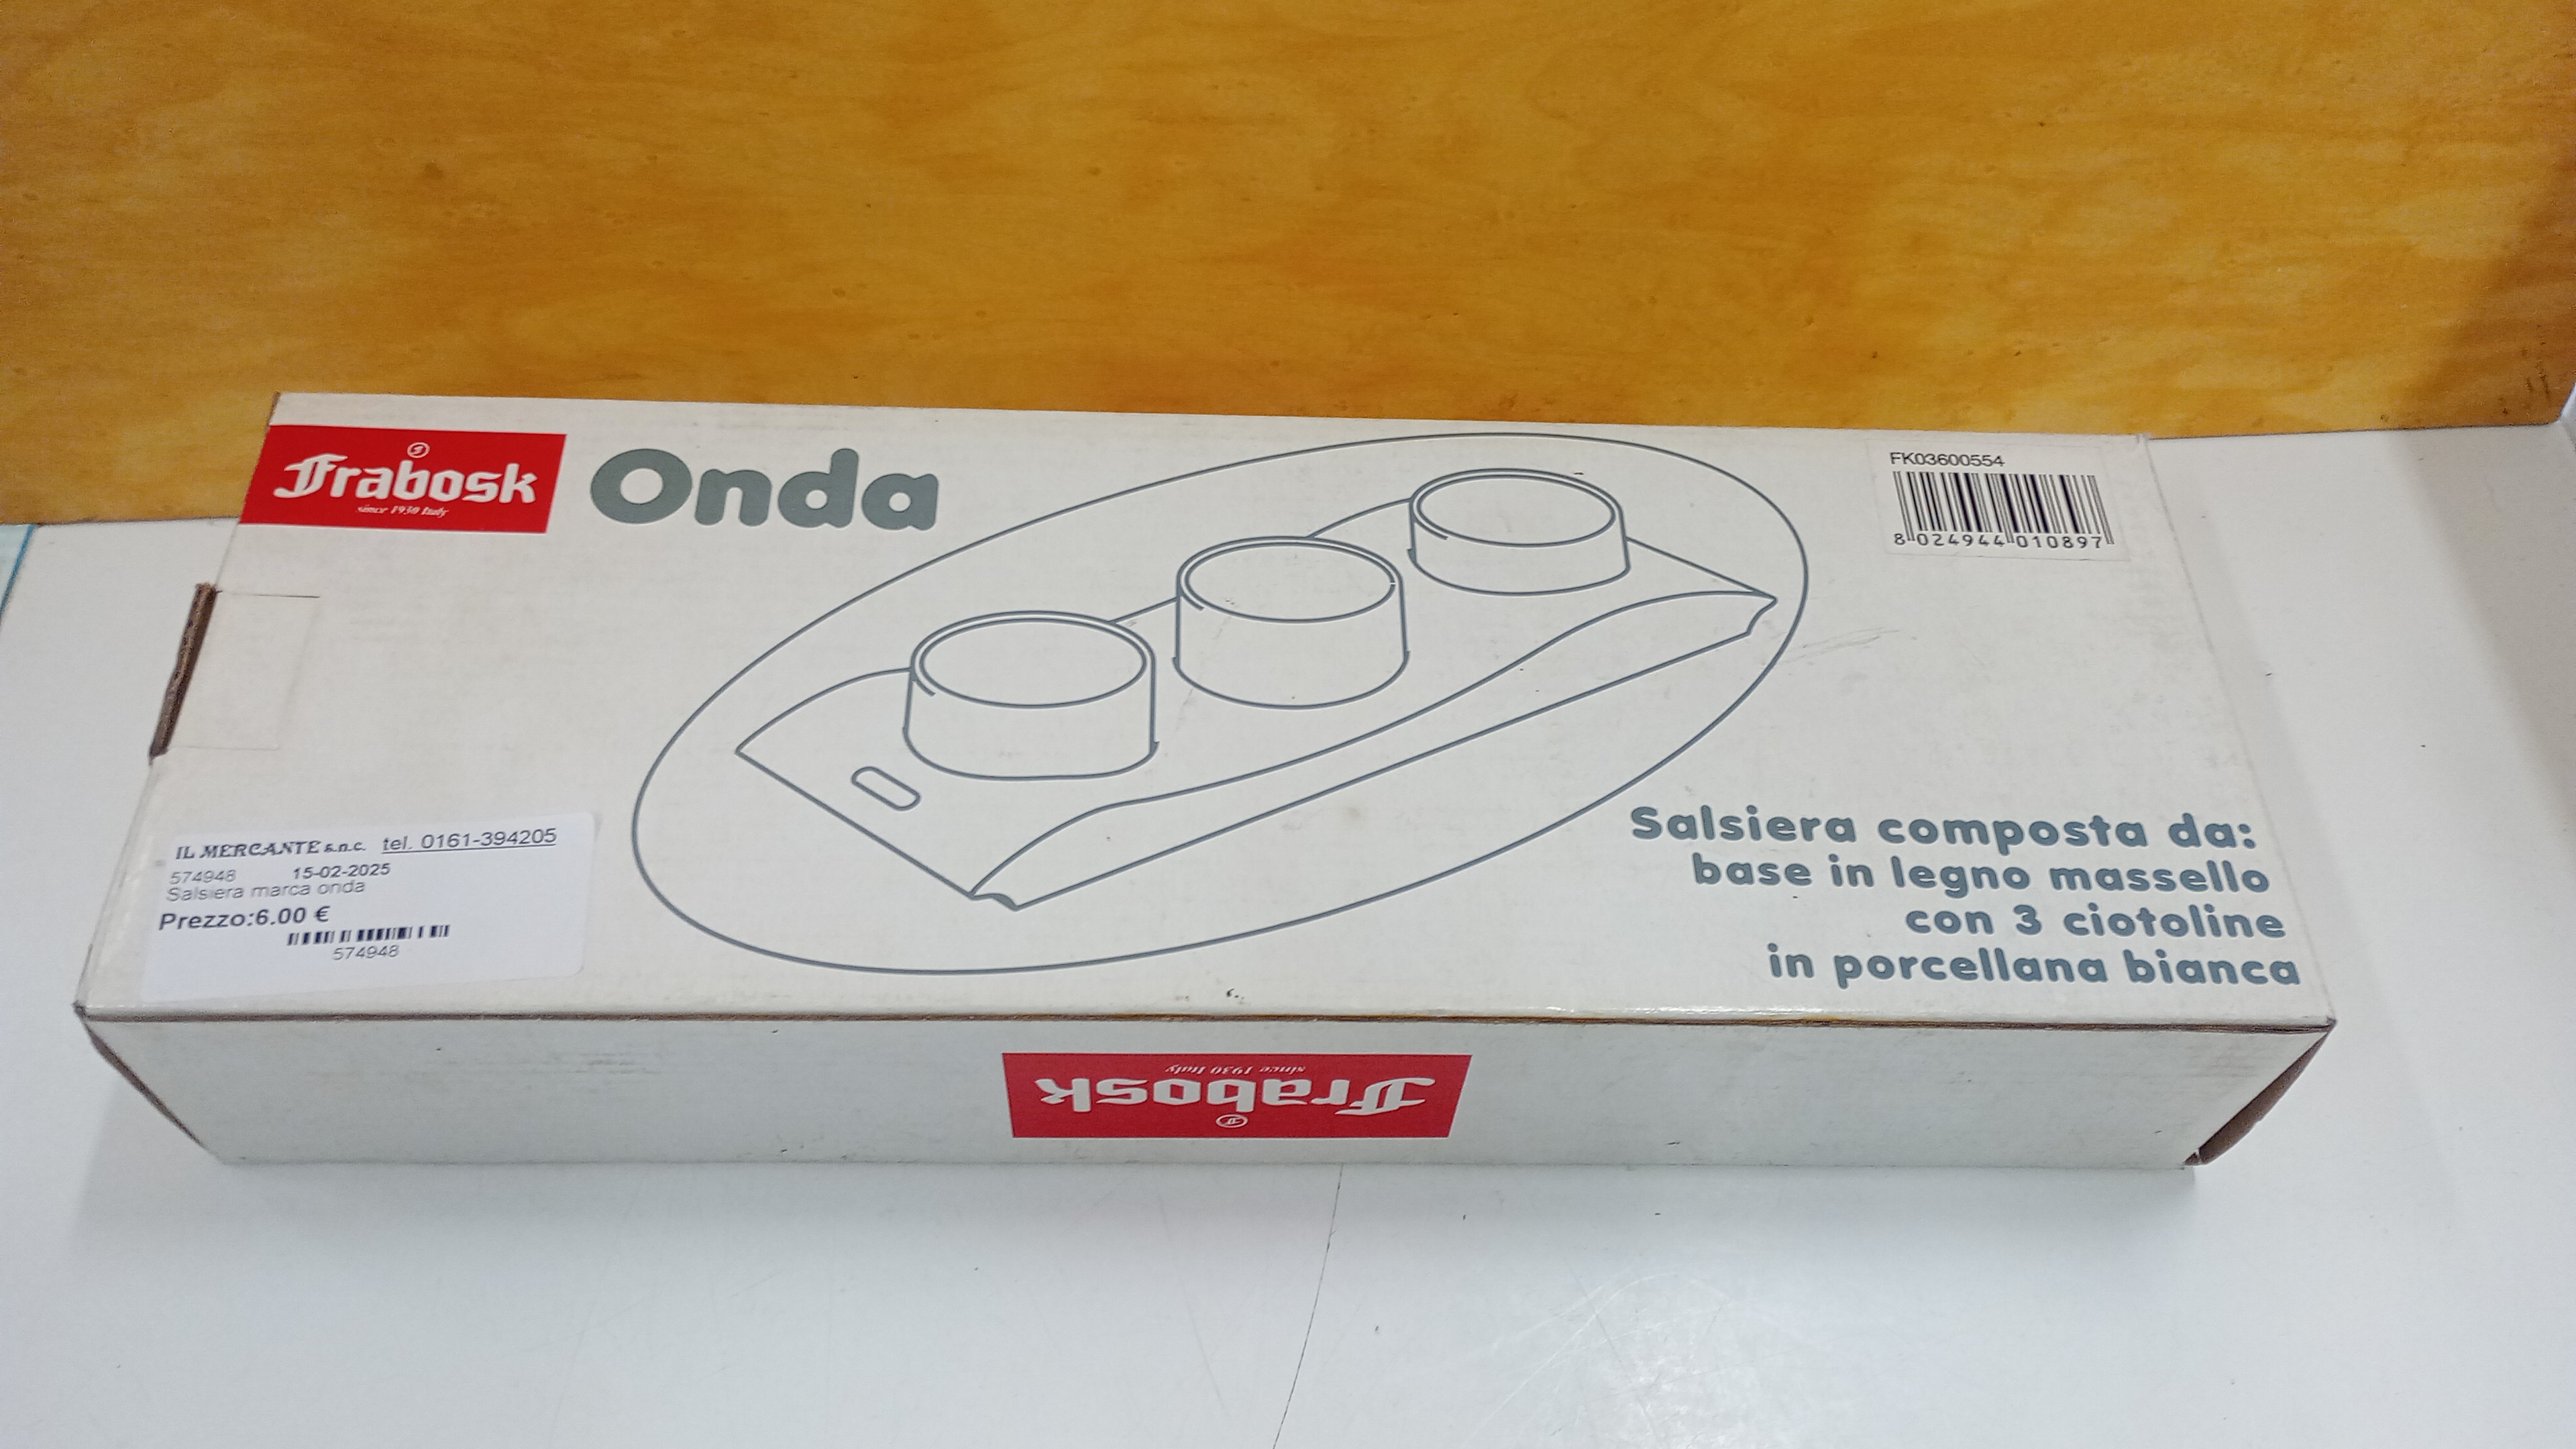 Frabosk
since 1930 Italy
Onda
FK03600554
8 024944 010897
IL MERCANTE s.n.c. tel. 0161-394205
574948 15-02-2025
Salsiera marca onda
Prezzo:6.00 €
574948
Salsiera composta da:
base in legno massello
con 3 ciotoline
in porcellana bianca
Frabosk
since 1930 Italy